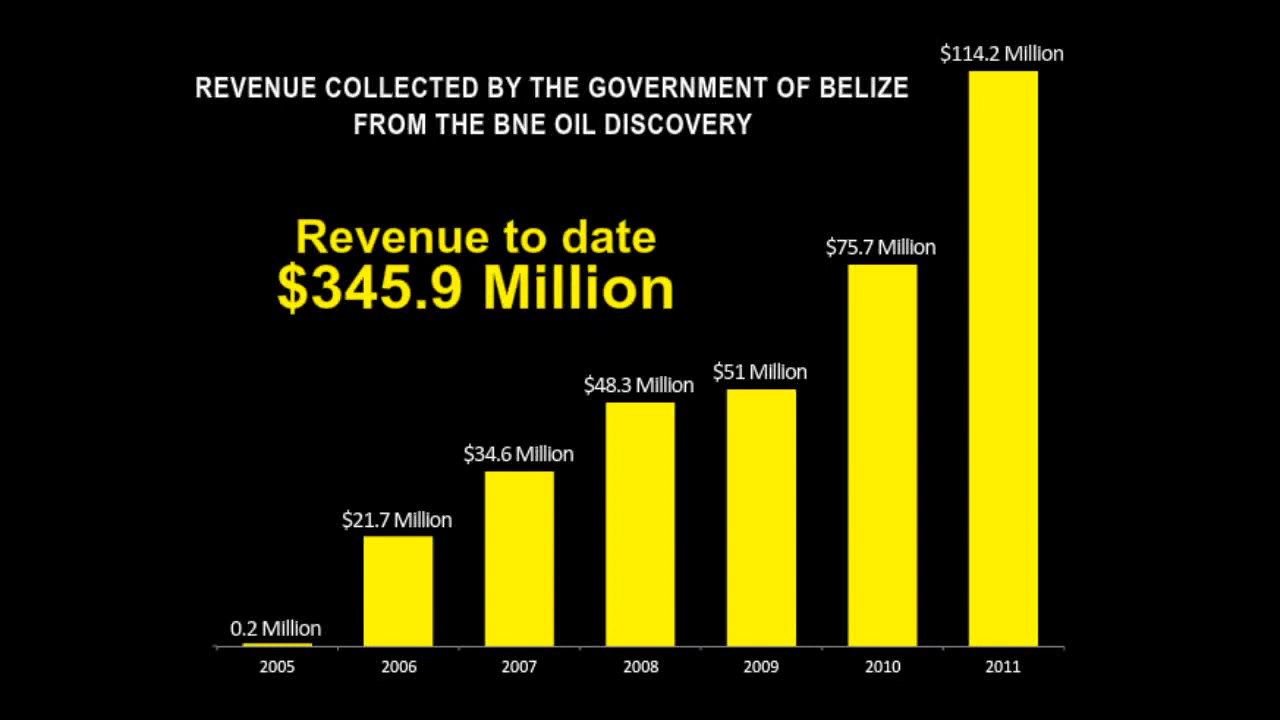 REVENUE COLLECTED BY THE GOVERNMENT OF BELIZE
FROM THE BNE OIL DISCOVERY
Revenue to date
$345.9 Million
0.2 Million
$21.7 Million
$34.6 Million
$48.3 Million
$51 Million
$75.7 Million
$114.2 Million
2005
2006
2007
2008
2009
2010
2011